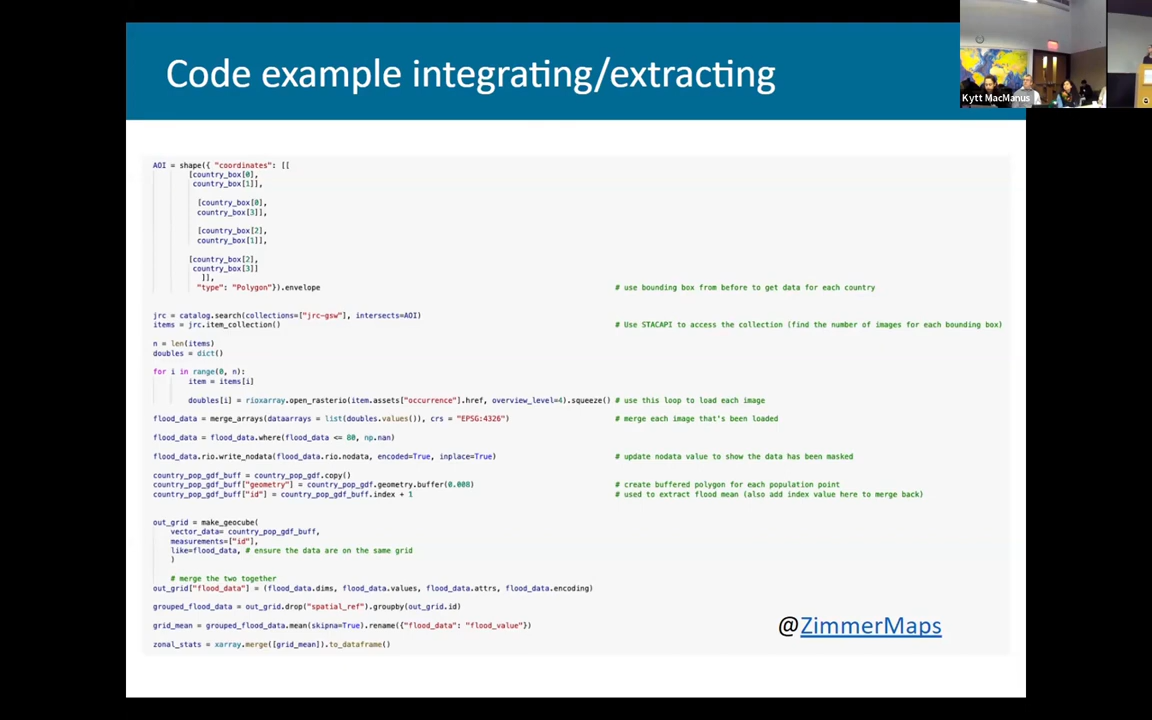 Code example integrating/extracting
Kytt MacManus
AOI = shape({ "coordinates": [[
[country_box[0],
country_box[1]],
[country_box[0],
country_box[3]],
[country_box[2],
country_box[1]],
[country_box[2],
country_box[3]]
]],
"type": "Polygon"}).envelope # use bounding box from before to get data for each country
jrc = catalog.search(collections=["jrc-gsw"], intersects=AOI)
items = jrc.item_collection() # Use STACAPI to access the collection (find the number of images for each bounding box)
n = len(items)
doubles = dict()
for i in range(0, n):
item = items[i]
doubles[i] = rioxarray.open_rasterio(item.assets["occurrence"].href, overview_level=4).squeeze() # use this loop to load each image
flood_data = merge_arrays(dataarrays = list(doubles.values()), crs = "EPSG:4326") # merge each image that's been loaded
flood_data = flood_data.where(flood_data <= 80, np.nan)
flood_data.rio.write_nodata(flood_data.rio.nodata, encoded=True, inplace=True) # update nodata value to show the data has been masked
country_pop_gdf_buff = country_pop_gdf.copy()
country_pop_gdf_buff["geometry"] = country_pop_gdf.geometry.buffer(0.008) # create buffered polygon for each population point
country_pop_gdf_buff["id"] = country_pop_gdf_buff.index + 1 # used to extract flood mean (also add index value here to merge back)
out_grid = make_geocube(
vector_data= country_pop_gdf_buff,
measurements=["id"],
like=flood_data, # ensure the data are on the same grid
)
# merge the two together
out_grid["flood_data"] = (flood_data.dims, flood_data.values, flood_data.attrs, flood_data.encoding)
grouped_flood_data = out_grid.drop("spatial_ref").groupby(out_grid.id)
grid_mean = grouped_flood_data.mean(skipna=True).rename({"flood_data": "flood_value"})
zonal_stats = xarray.merge([grid_mean]).to_dataframe()
@ZimmerMaps